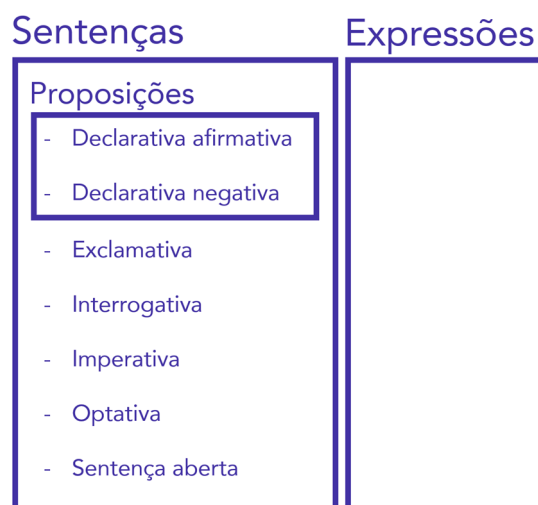 Sentenças
Expressões
Proposições
- Declarativa afirmativa
- Declarativa negativa
- Exclamativa
- Interrogativa
- Imperativa
- Optativa
- Sentença aberta